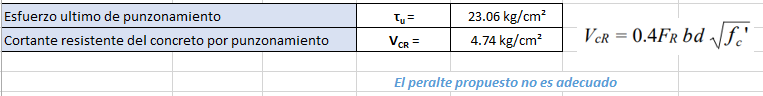 Esfuerzo ultimo de punzonamiento τu = 23.06 kg/cm²
Cortante resistente del concreto por punzonamiento VCR = 4.74 kg/cm²
VcR = 0.4FR bd √fc'
El peralte propuesto no es adecuado